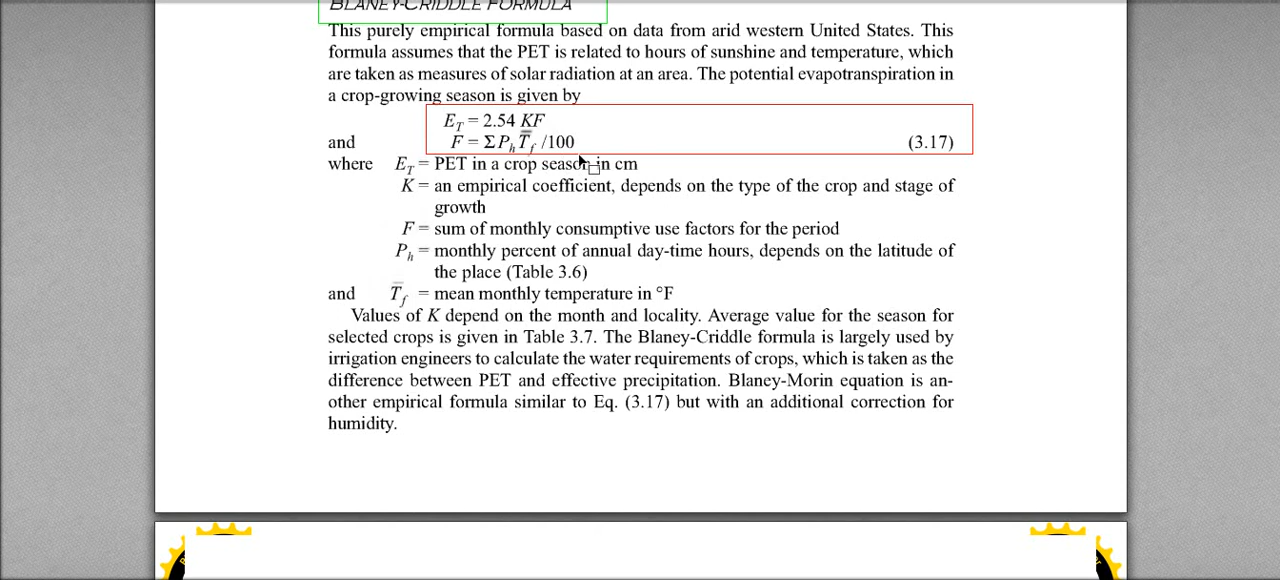 BLANEY-CRIDDLE FORMULA
This purely empirical formula based on data from arid western United States. This
formula assumes that the PET is related to hours of sunshine and temperature, which
are taken as measures of solar radiation at an area. The potential evapotranspiration in
a crop-growing season is given by
E_T = 2.54 KF
and F = Σ P_h T̅_f /100 (3.17)
where E_T = PET in a crop season in cm
K = an empirical coefficient, depends on the type of the crop and stage of
growth
F = sum of monthly consumptive use factors for the period
P_h = monthly percent of annual day-time hours, depends on the latitude of
the place (Table 3.6)
and T̅_f = mean monthly temperature in °F
Values of K depend on the month and locality. Average value for the season for
selected crops is given in Table 3.7. The Blaney-Criddle formula is largely used by
irrigation engineers to calculate the water requirements of crops, which is taken as the
difference between PET and effective precipitation. Blaney-Morin equation is an-
other empirical formula similar to Eq. (3.17) but with an additional correction for
humidity.